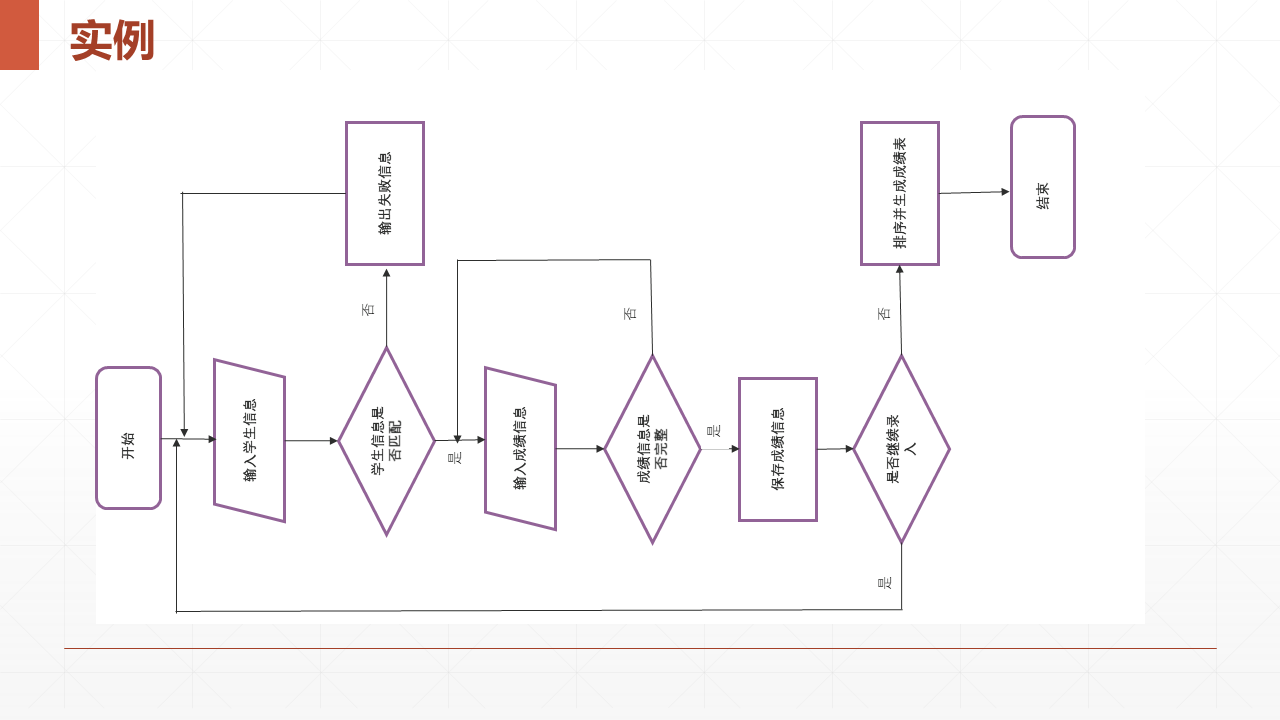 实例
开始
输入学生信息
学生信息是
否匹配
否
输出失败信息
是
输入成绩信息
成绩信息是
否完整
否
是
保存成绩信息
是否继续录
入
否
是
排序并生成成绩表
结束